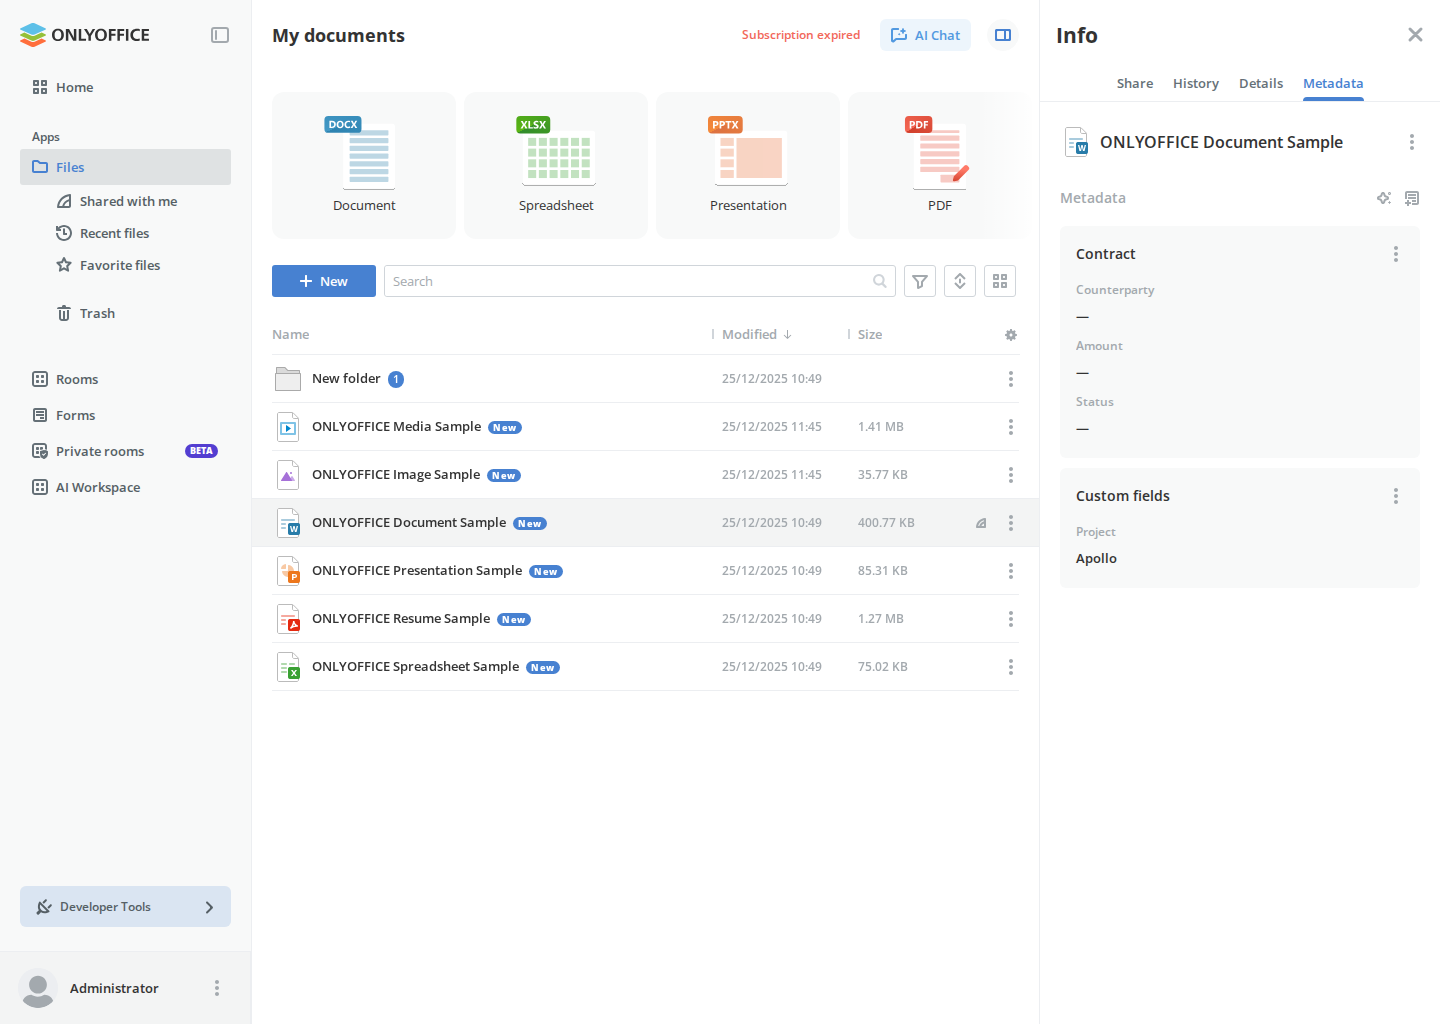 ONLYOFFICE
Home
Apps
Files
Shared with me
Recent files
Favorite files
Trash
Rooms
Forms
Private rooms BETA
AI Workspace
Developer Tools
Administrator
My documents
Subscription expired
AI Chat
DOCX
Document
XLSX
Spreadsheet
PPTX
Presentation
PDF
PDF
New
Search
Name Modified Size
New folder 1 25/12/2025 10:49
ONLYOFFICE Media Sample New 25/12/2025 11:45 1.41 MB
ONLYOFFICE Image Sample New 25/12/2025 11:45 35.77 KB
W ONLYOFFICE Document Sample New 25/12/2025 10:49 400.77 KB
P ONLYOFFICE Presentation Sample New 25/12/2025 10:49 85.31 KB
ONLYOFFICE Resume Sample New 25/12/2025 10:49 1.27 MB
X ONLYOFFICE Spreadsheet Sample New 25/12/2025 10:49 75.02 KB
Info
Share History Details Metadata
W ONLYOFFICE Document Sample
Metadata
Contract
Counterparty
—
Amount
—
Status
—
Custom fields
Project
Apollo